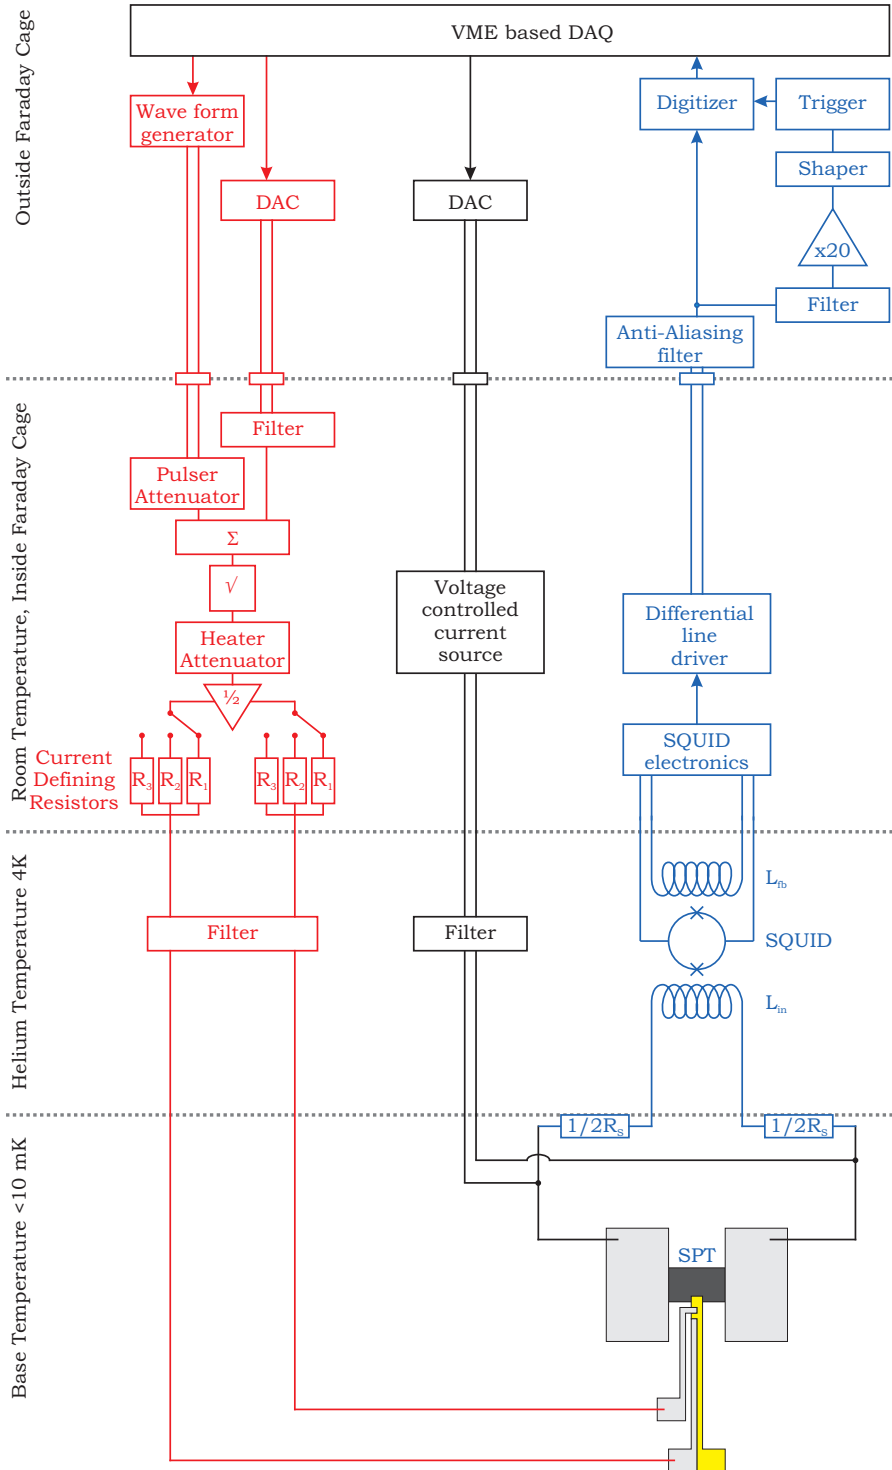 Outside Faraday Cage
VME based DAQ
Wave form
generator
DAC
DAC
Digitizer
Trigger
Shaper
x20
Filter
Anti-Aliasing
filter
Room Temperature, Inside Faraday Cage
Filter
Pulser
Attenuator
Σ
√
Heater
Attenuator
½
Voltage
controlled
current
source
Differential
line
driver
SQUID
electronics
Current
Defining
Resistors
R₃
R₂
R₁
R₃
R₂
R₁
Helium Temperature 4K
Filter
Filter
L_fb
SQUID
L_in
Base Temperature <10 mK
1/2Rₛ
1/2Rₛ
SPT